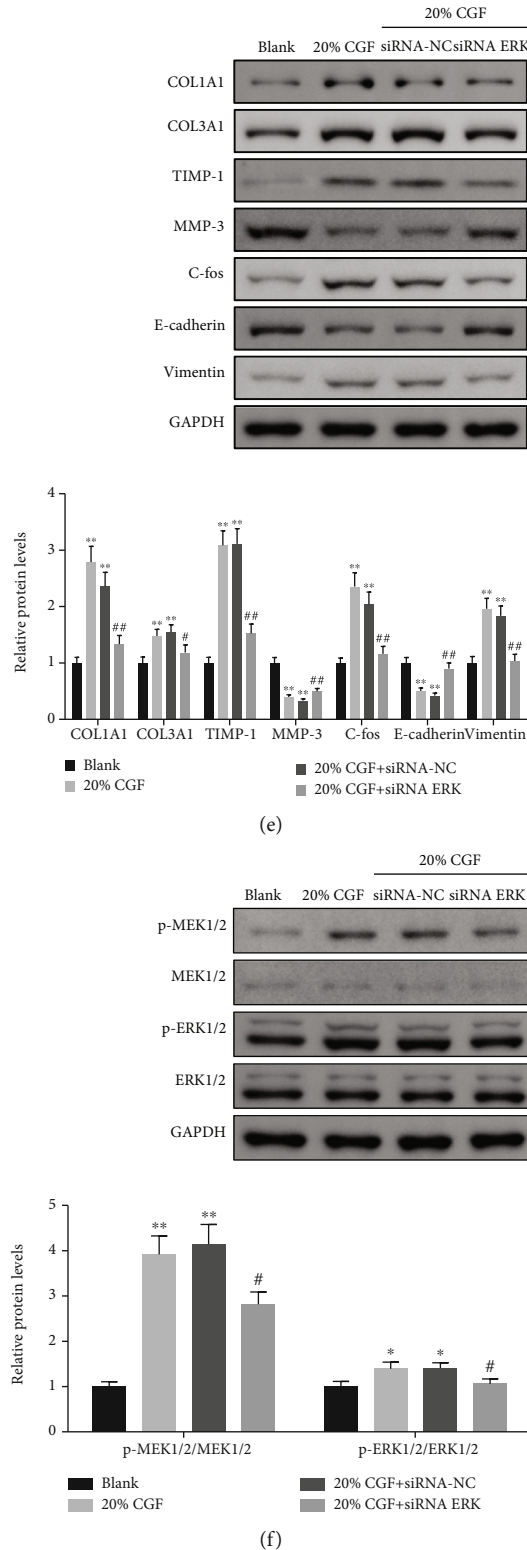 20% CGF
Blank 20% CGF siRNA-NC siRNA ERK
COL1A1
COL3A1
TIMP-1
MMP-3
C-fos
E-cadherin
Vimentin
GAPDH
4
3
2
1
0
Relative protein levels
** ** ## ** ** # ** ** ## ** ** ## ** ** ## ** ** ## ** ** ##
COL1A1 COL3A1 TIMP-1 MMP-3 C-fos E-cadherin Vimentin
Blank 20% CGF+siRNA-NC
20% CGF 20% CGF+siRNA ERK
(e)
20% CGF
Blank 20% CGF siRNA-NC siRNA ERK
p-MEK1/2
MEK1/2
p-ERK1/2
ERK1/2
GAPDH
5
4
3
2
1
0
Relative protein levels
** ** # * * #
p-MEK1/2/MEK1/2 p-ERK1/2/ERK1/2
Blank 20% CGF+siRNA-NC
20% CGF 20% CGF+siRNA ERK
(f)